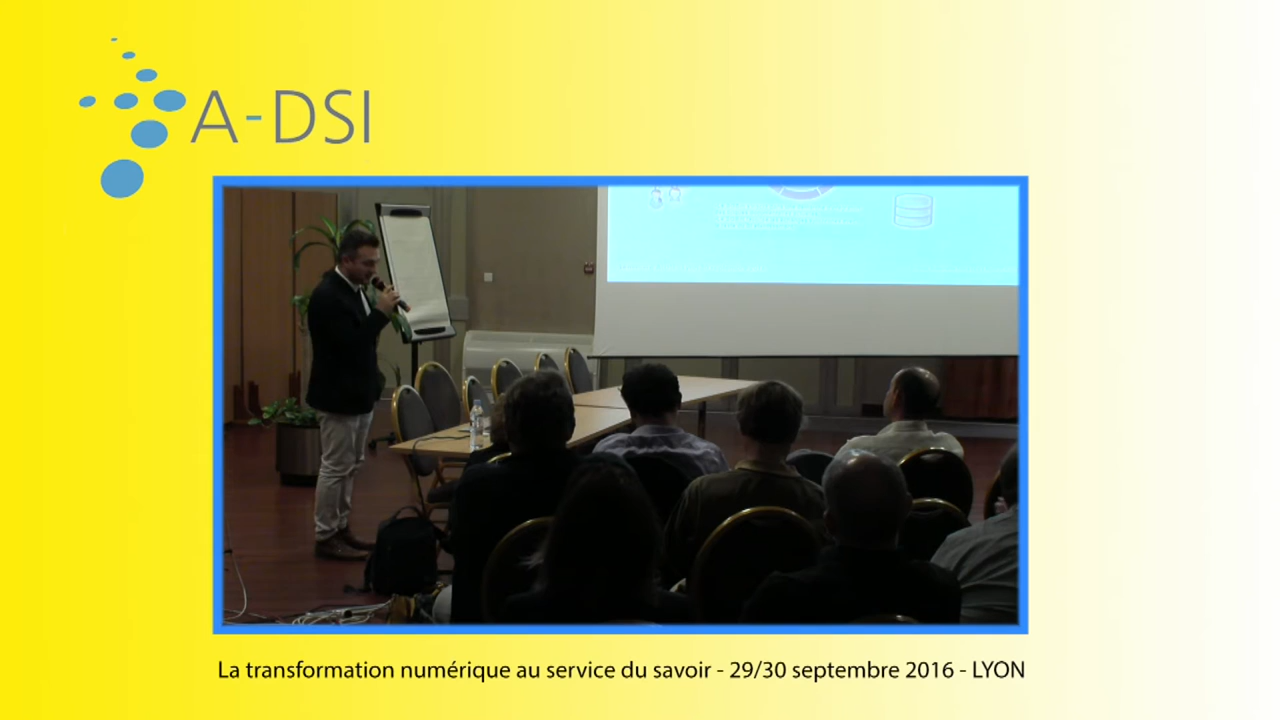 A-DSI
La transformation numérique au service du savoir - 29/30 septembre 2016 - LYON